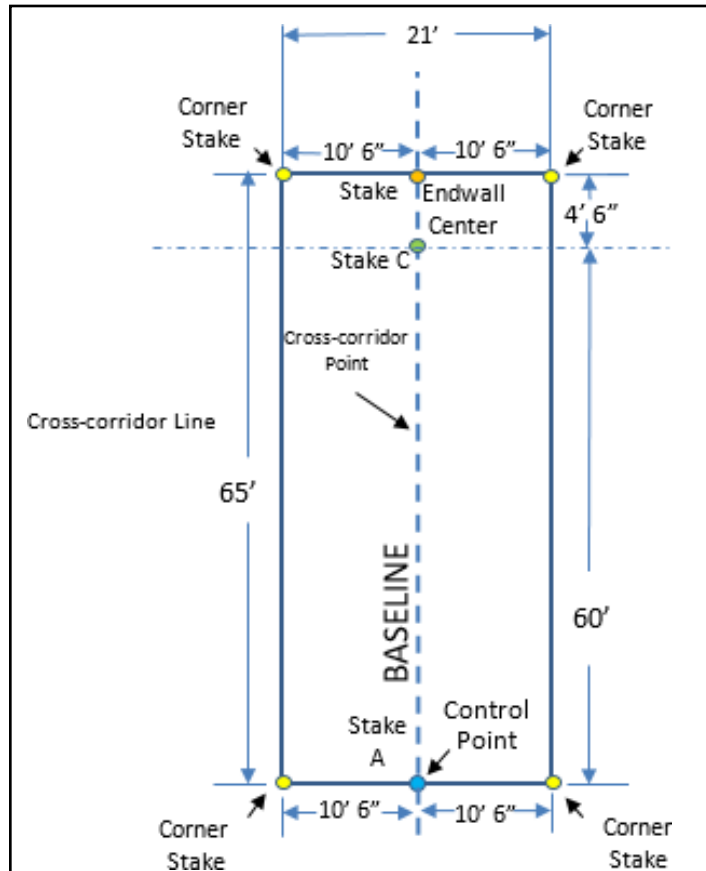 21’
Corner
Stake
Corner
Stake
10’ 6”
10’ 6”
Stake
Endwall
Center
4’ 6”
Stake C
Cross-corridor
Point
Cross-corridor Line
65’
60’
BASELINE
Stake
A
Control
Point
10’ 6”
10’ 6”
Corner
Stake
Corner
Stake